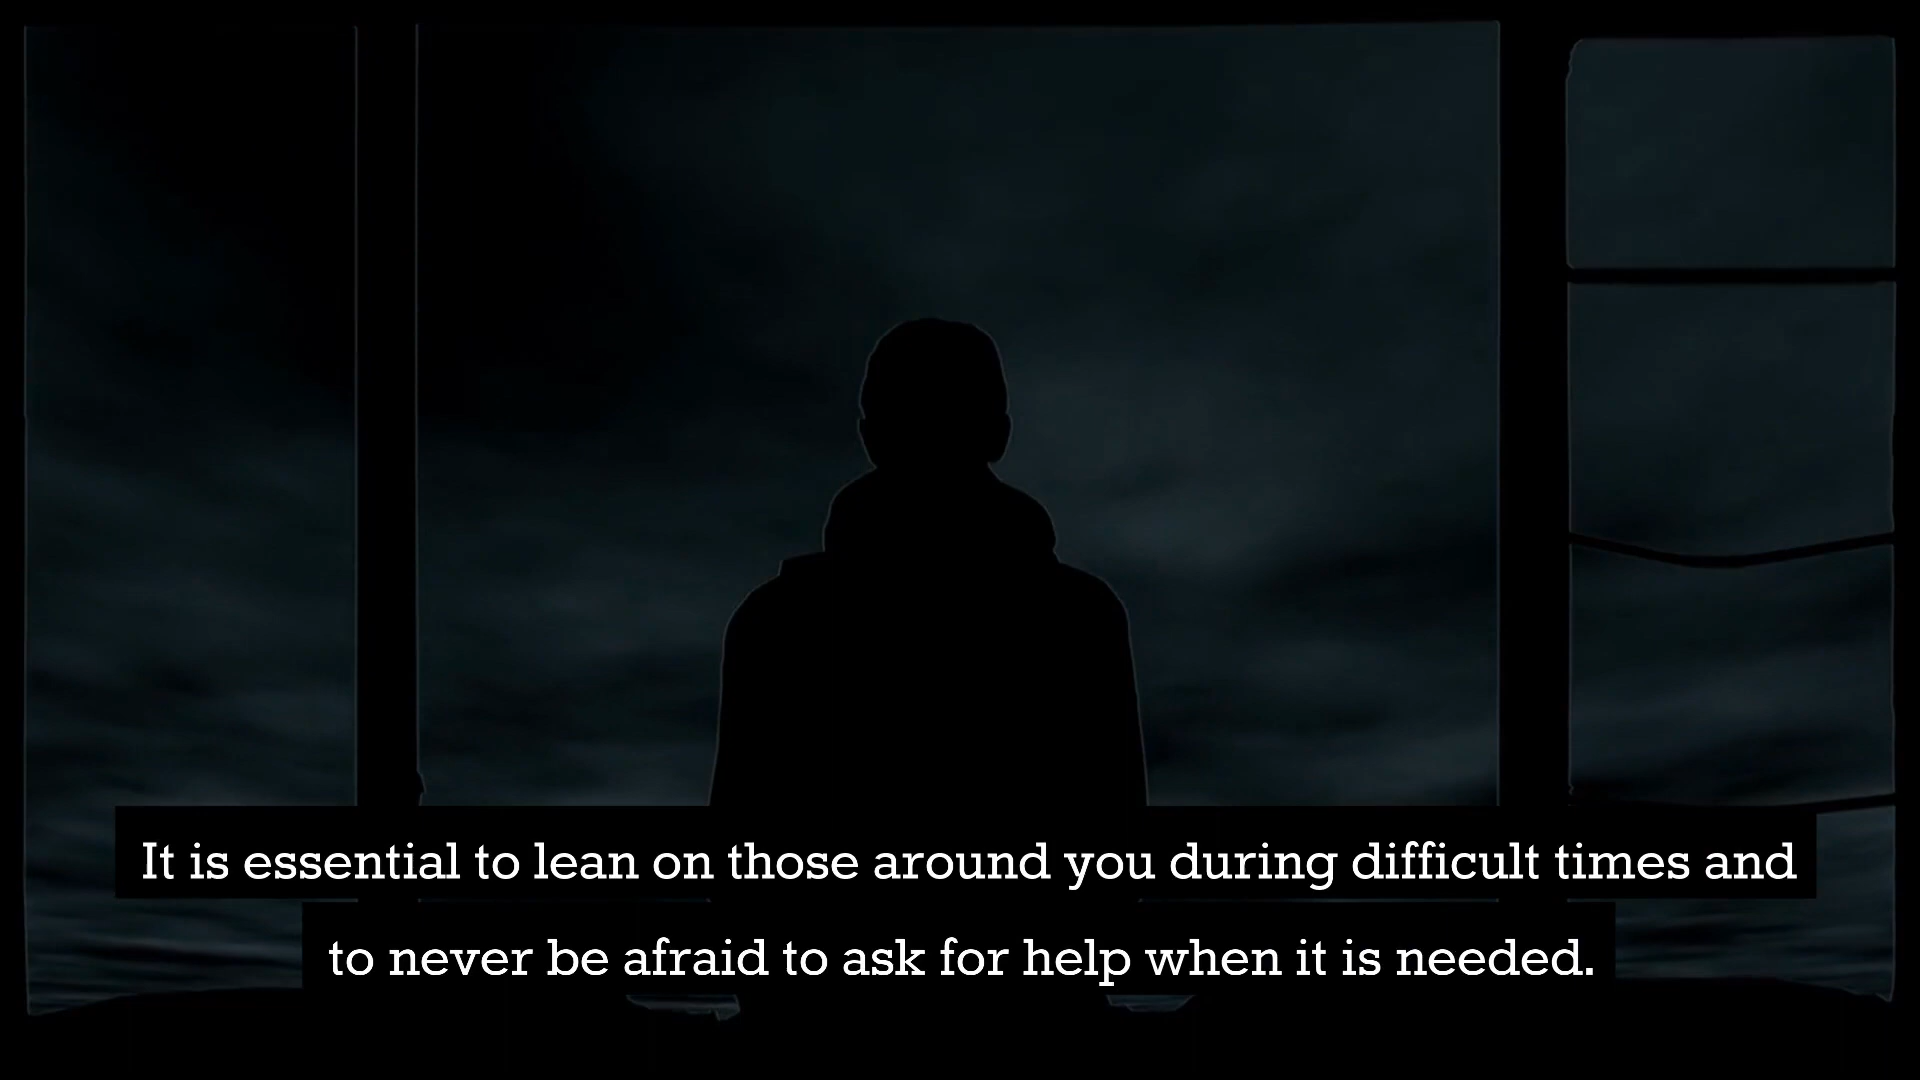 It is essential to lean on those around you during difficult times and
to never be afraid to ask for help when it is needed.